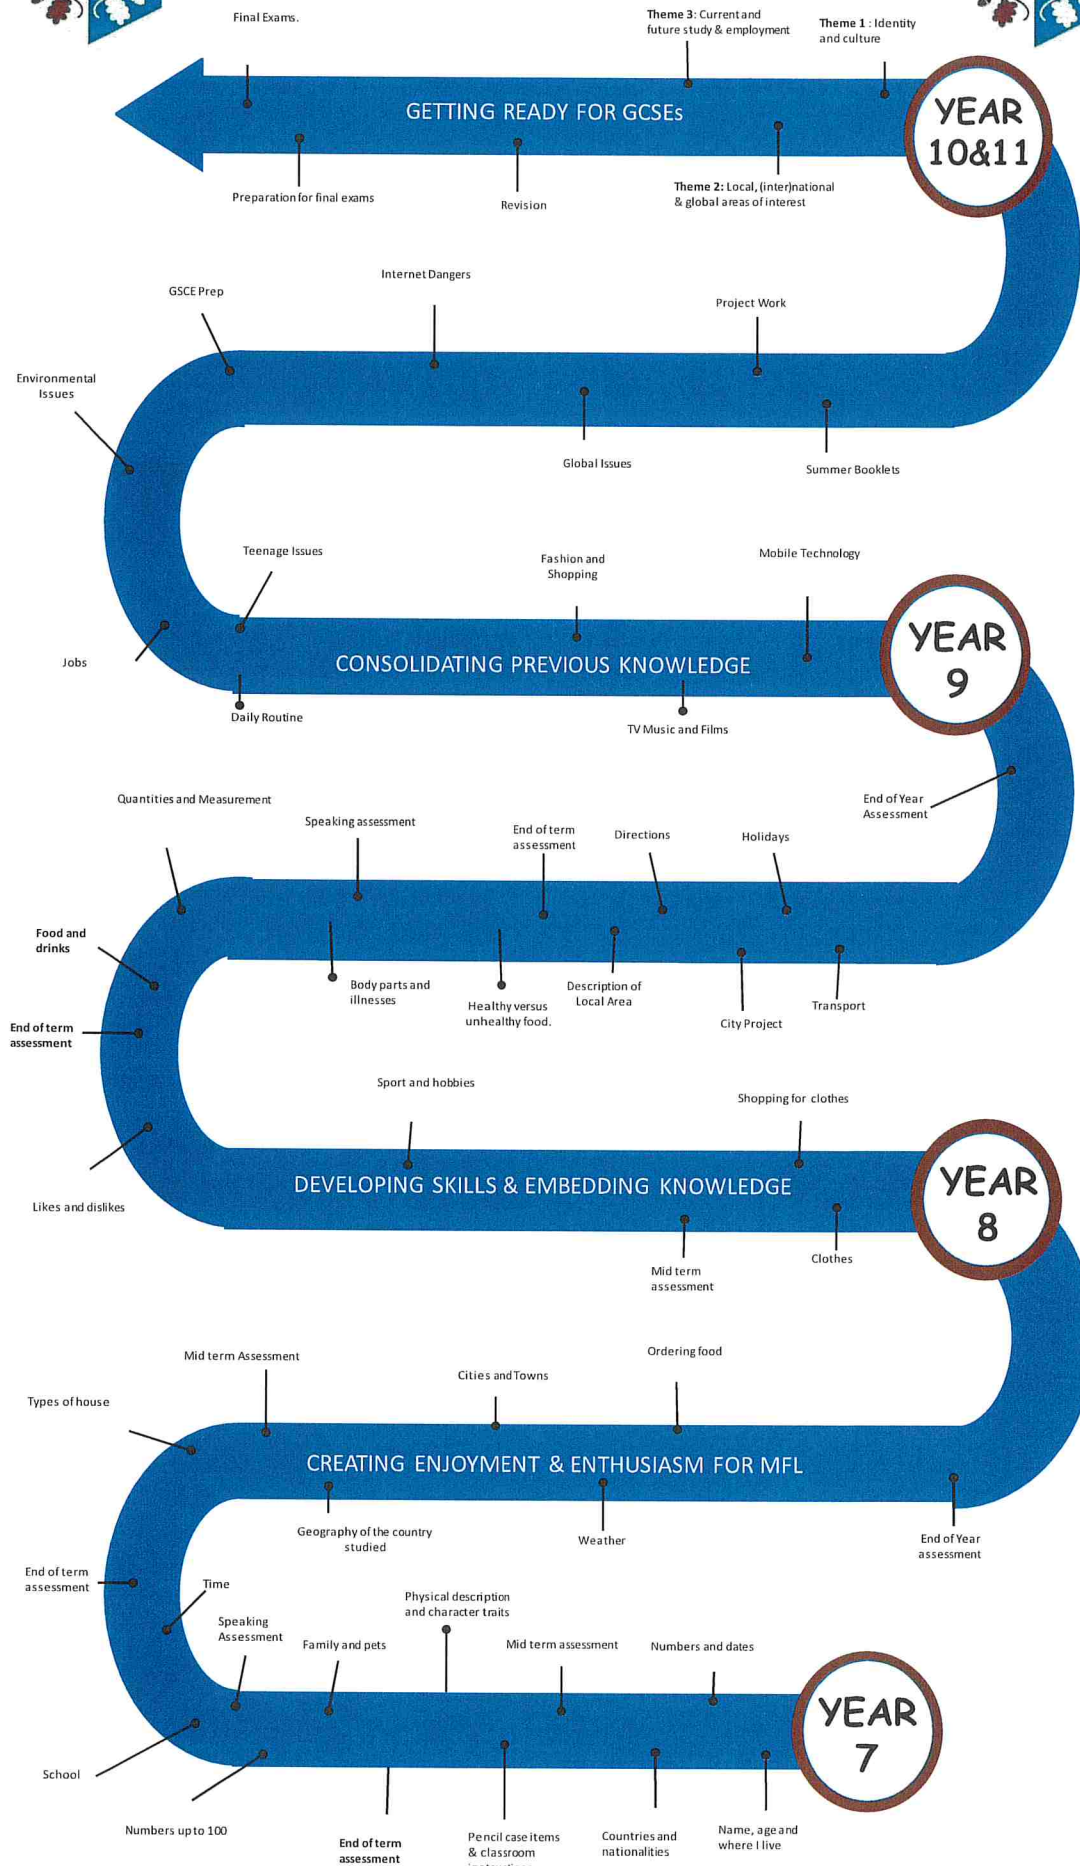 Final Exams.
Theme 3: Current and
future study & employment
Theme 1 : Identity
and culture
GETTING READY FOR GCSEs
YEAR
10&11
Preparation for final exams
Revision
Theme 2: Local, (inter)national
& global areas of interest
Internet Dangers
GSCE Prep
Project Work
Environmental
Issues
Global Issues
Summer Booklets
Teenage Issues
Fashion and
Shopping
Mobile Technology
Jobs
CONSOLIDATING PREVIOUS KNOWLEDGE
YEAR
9
Daily Routine
TV Music and Films
End of Year
Assessment
Quantities and Measurement
Speaking assessment
End of term
assessment
Directions
Holidays
Food and
drinks
Body parts and
illnesses
Healthy versus
unhealthy food.
Description of
Local Area
City Project
Transport
End of term
assessment
Sport and hobbies
Shopping for clothes
Likes and dislikes
DEVELOPING SKILLS & EMBEDDING KNOWLEDGE
YEAR
8
Mid term
assessment
Clothes
Mid term Assessment
Cities and Towns
Ordering food
Types of house
CREATING ENJOYMENT & ENTHUSIASM FOR MFL
Geography of the country
studied
Weather
End of Year
assessment
End of term
assessment
Time
Speaking
Assessment
Family and pets
Physical description
and character traits
Mid term assessment
Numbers and dates
YEAR
7
School
Numbers up to 100
End of term
assessment
Pencil case items
& classroom
Countries and
nationalities
Name, age and
where I live